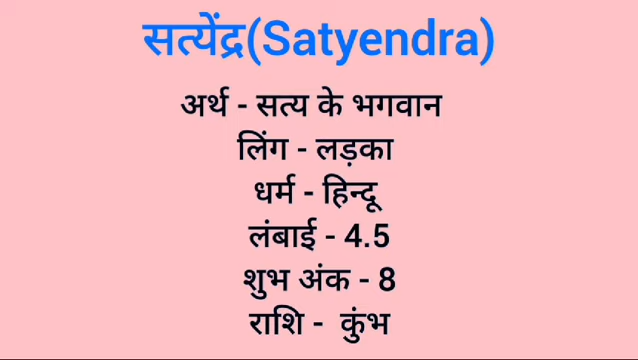 सत्येंद्र(Satyendra)
अर्थ - सत्य के भगवान
लिंग - लड़का
धर्म - हिन्दू
लंबाई - 4.5
शुभ अंक - 8
राशि - कुंभ